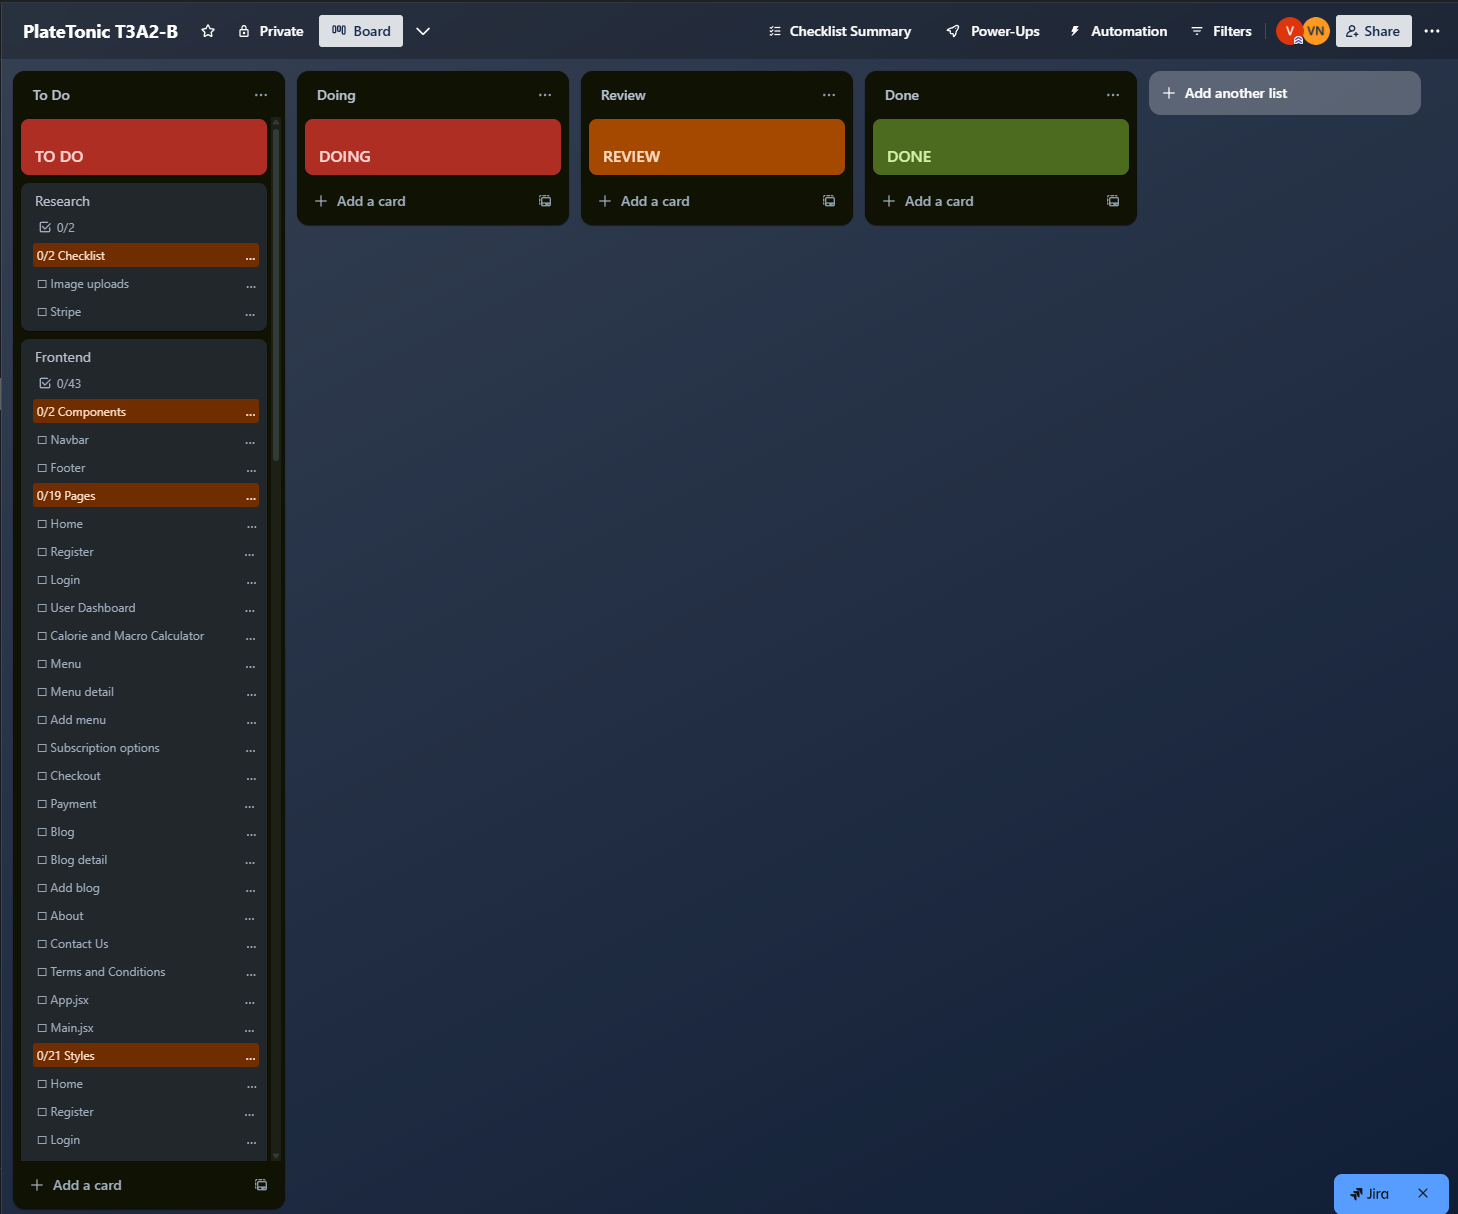 PlateTonic T3A2-B
Private
Board
Checklist Summary
Power-Ups
Automation
Filters
V
VN
Share
To Do
TO DO
Research
0/2
0/2 Checklist
Image uploads
Stripe
Frontend
0/43
0/2 Components
Navbar
Footer
0/19 Pages
Home
Register
Login
User Dashboard
Calorie and Macro Calculator
Menu
Menu detail
Add menu
Subscription options
Checkout
Payment
Blog
Blog detail
Add blog
About
Contact Us
Terms and Conditions
App.jsx
Main.jsx
0/21 Styles
Home
Register
Login
Add a card
Doing
DOING
Add a card
Review
REVIEW
Add a card
Done
DONE
Add a card
Add another list
Jira